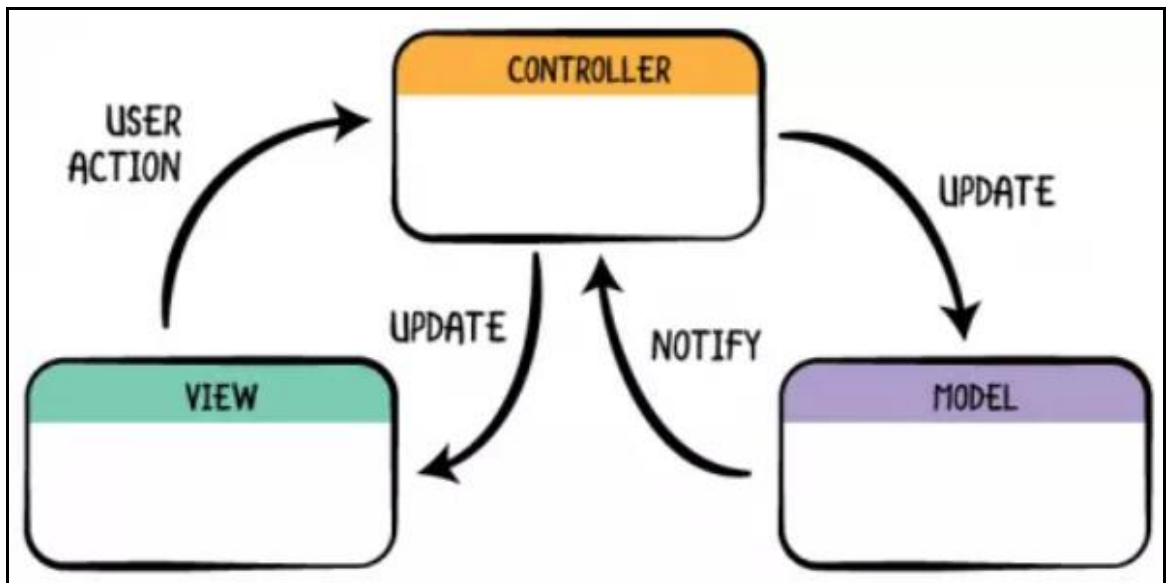 CONTROLLER
USER
ACTION
UPDATE
UPDATE
NOTIFY
VIEW
MODEL